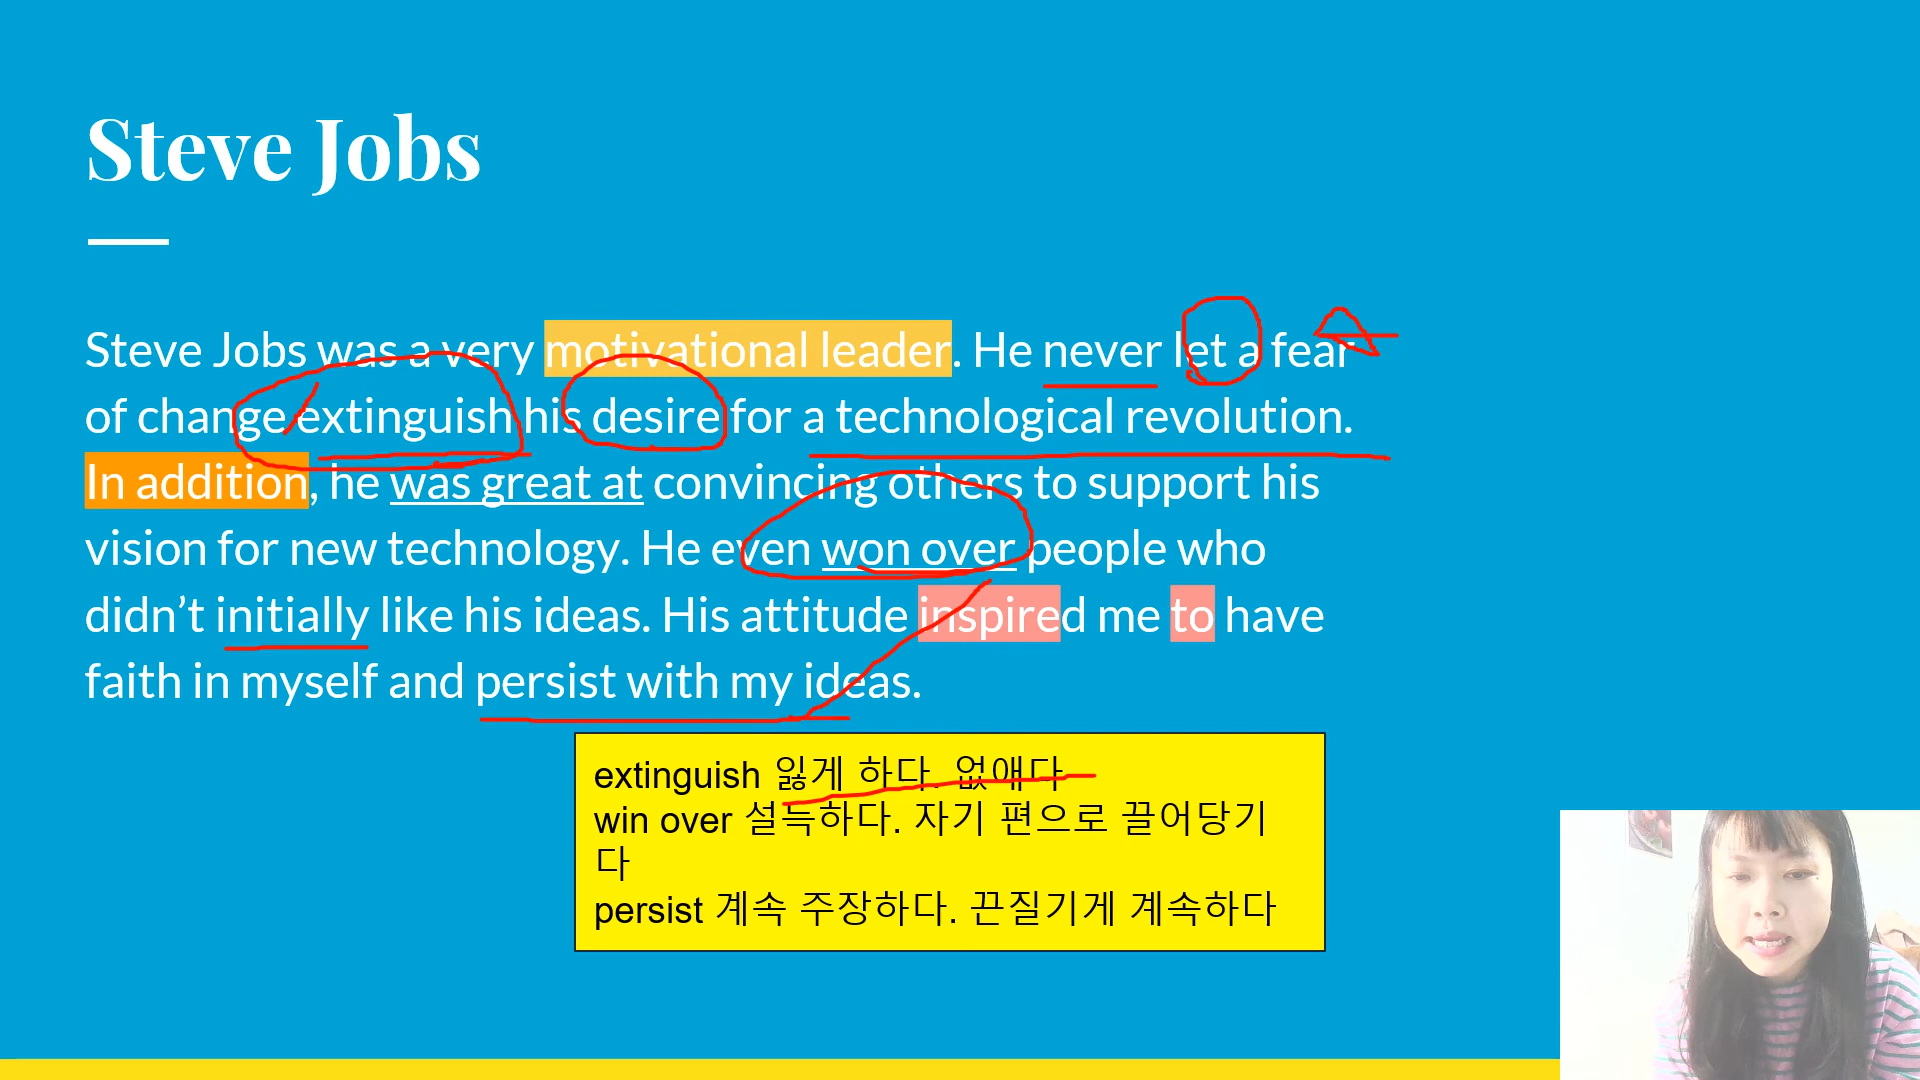 Steve Jobs
Steve Jobs was a very motivational leader. He never let a fear
of change extinguish his desire for a technological revolution.
In addition, he was great at convincing others to support his
vision for new technology. He even won over people who
didn’t initially like his ideas. His attitude inspired me to have
faith in myself and persist with my ideas.
extinguish 잃게 하다. 없애다
win over 설득하다. 자기 편으로 끌어당기
다
persist 계속 주장하다. 끈질기게 계속하다